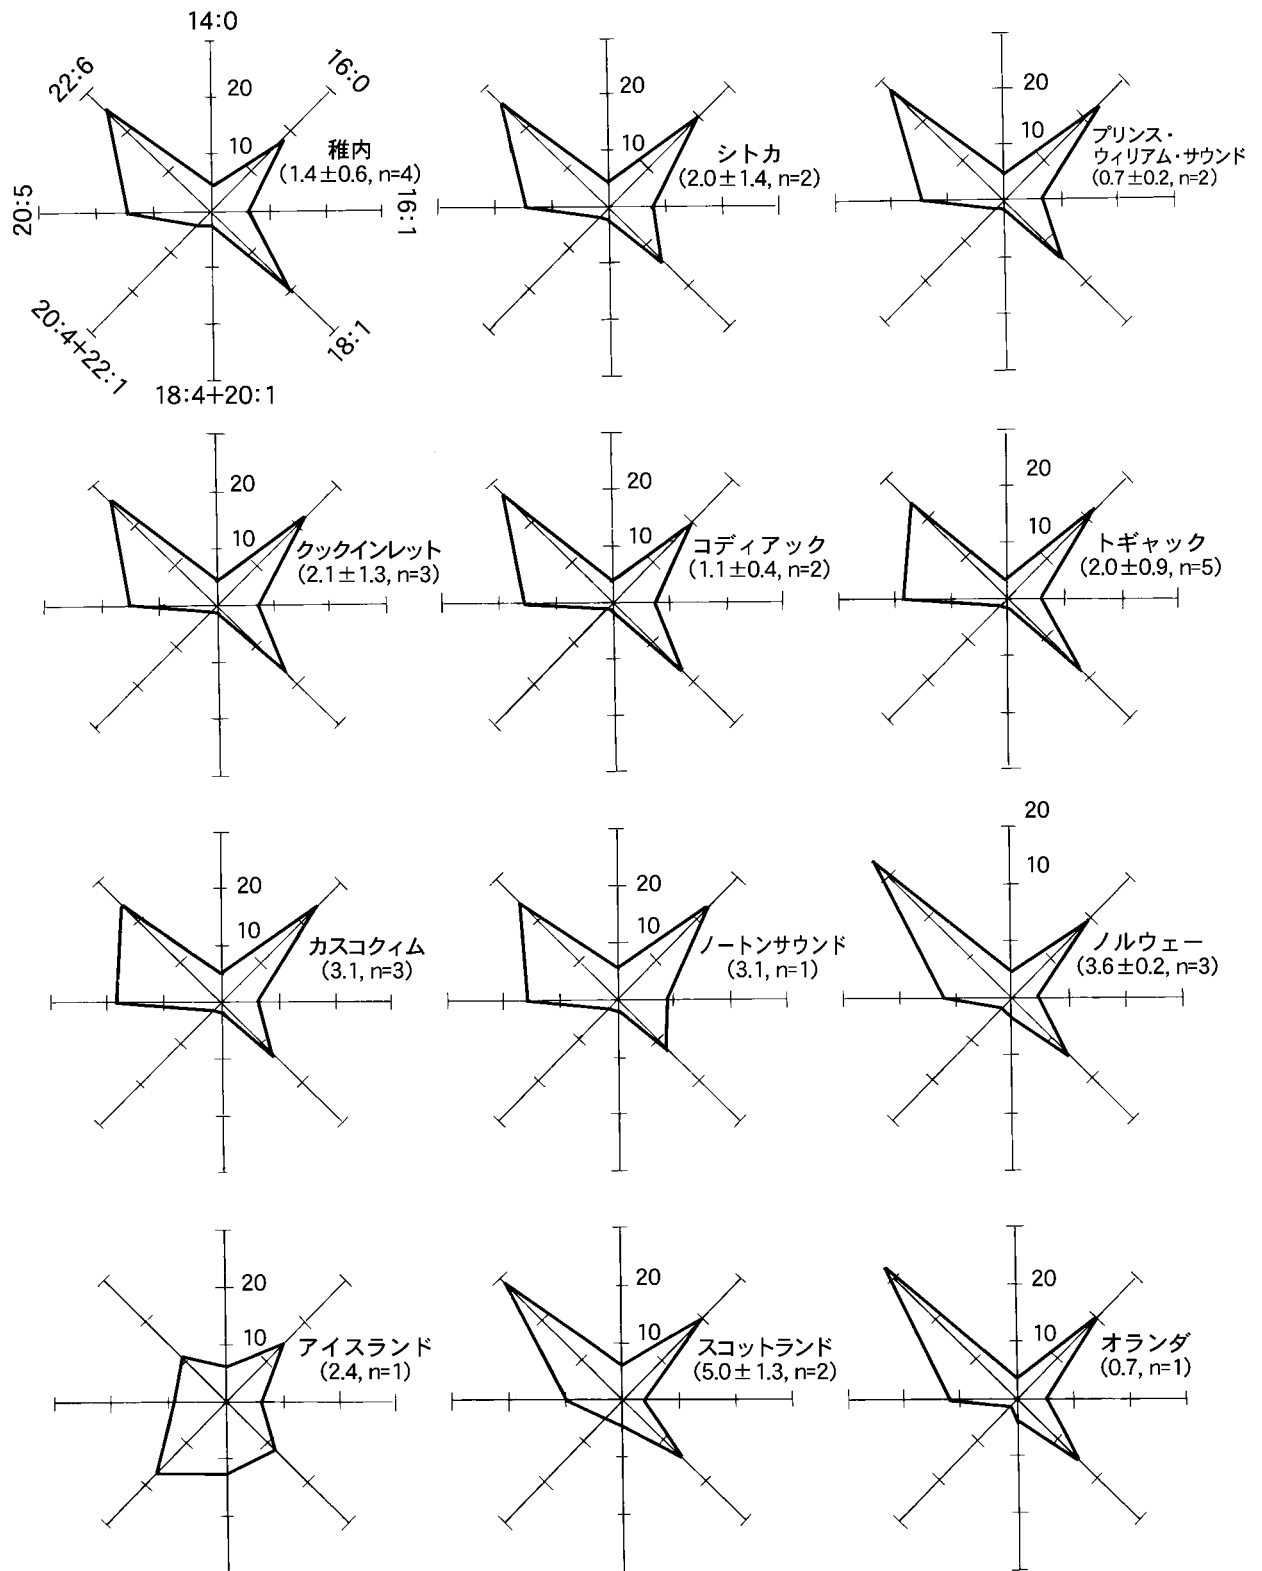 14:0
22:6
16:0
20
10
稚内
(1.4±0.6, n=4)
20:5
16:1
20:4+22:1
18:1
18:4+20:1
20
10
シトカ
(2.0±1.4, n=2)
20
10
プリンス・
ウィリアム・サウンド
(0.7±0.2, n=2)
20
10
クックインレット
(2.1±1.3, n=3)
20
10
コディアック
(1.1±0.4, n=2)
20
10
トギャック
(2.0±0.9, n=5)
20
10
カスコクィム
(3.1, n=3)
20
10
ノートンサウンド
(3.1, n=1)
20
10
ノルウェー
(3.6±0.2, n=3)
20
10
アイスランド
(2.4, n=1)
20
10
スコットランド
(5.0±1.3, n=2)
20
10
オランダ
(0.7, n=1)